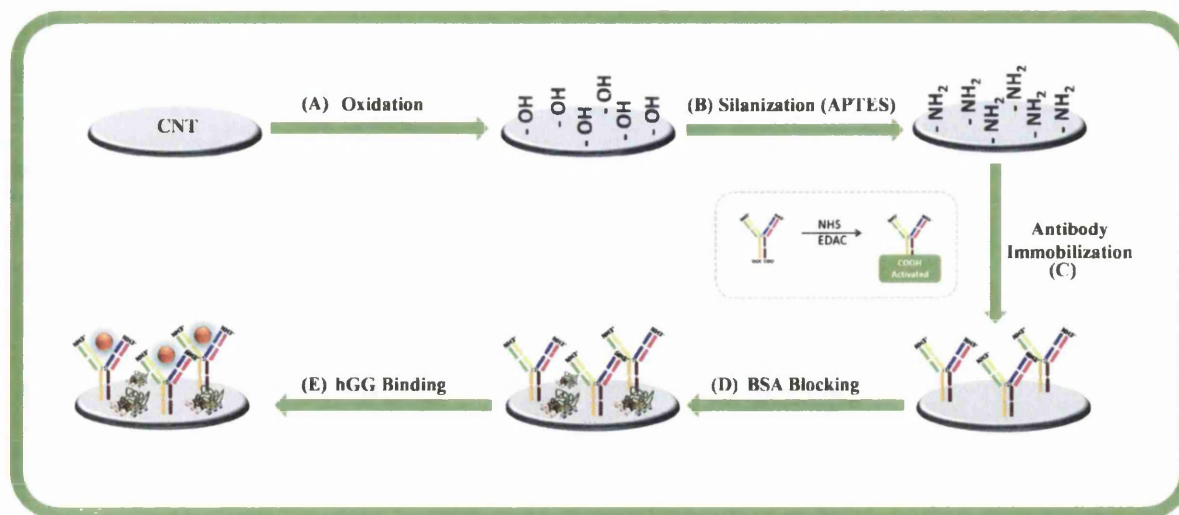 CNT
(A) Oxidation
- OH
- OH
- OH
- OH
- OH
- OH
(B) Silanization (APTES)
- NH2
- NH2
- NH2
- NH2
- NH2
- NH2
NHS
EDAC
COOH
Activated
Antibody
Immobilization
(C)
(D) BSA Blocking
(E) hGG Binding